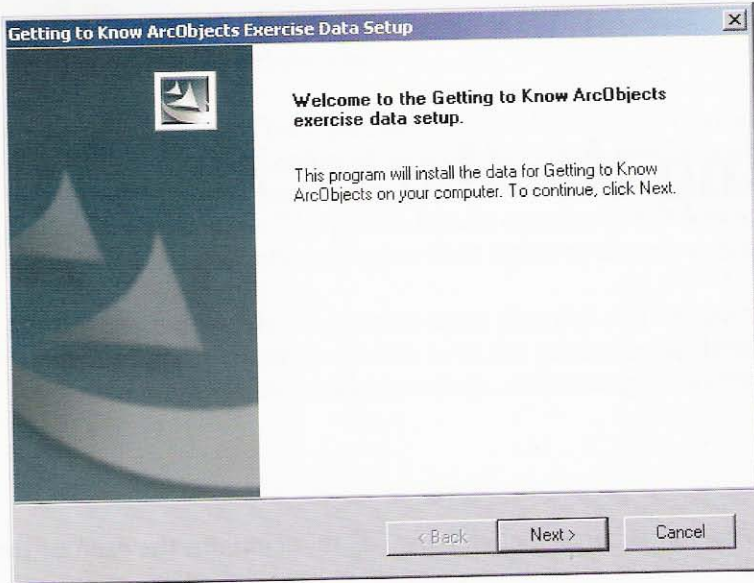 Getting to Know ArcObjects Exercise Data Setup
Welcome to the Getting to Know ArcObjects
exercise data setup.
This program will install the data for Getting to Know
ArcObjects on your computer. To continue, click Next.
< Back
Next >
Cancel